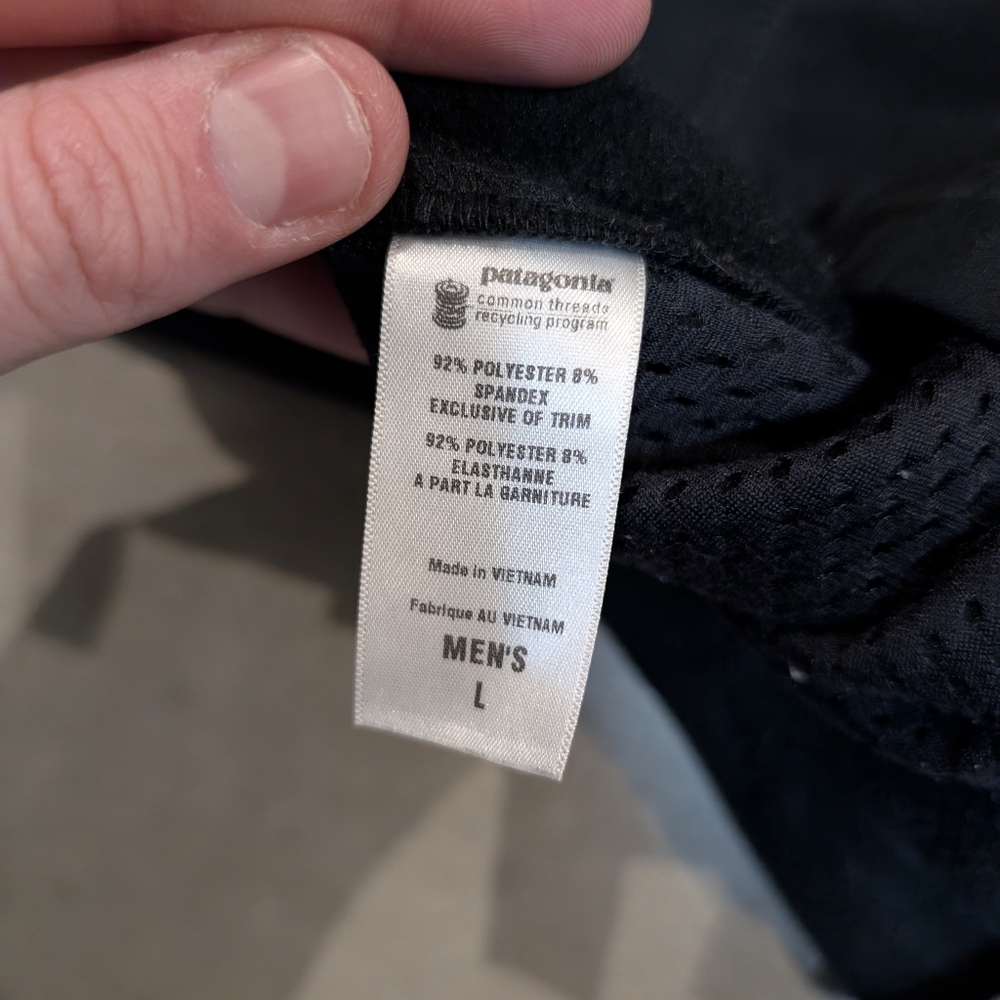 patagonia
common threads
recycling program
92% POLYESTER 8%
SPANDEX
EXCLUSIVE OF TRIM
92% POLYESTER 8%
ELASTHANNE
A PART LA GARNITURE
Made in VIETNAM
Fabrique AU VIETNAM
MEN'S
L